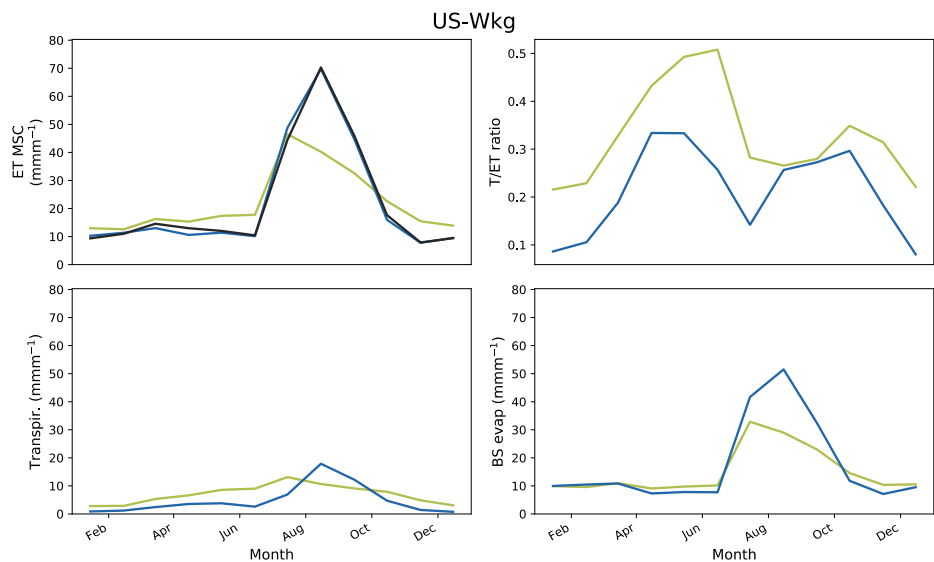 US-Wkg
80
70
60
50
40
30
20
10
0
ET MSC
(mmm⁻¹)
0.5
0.4
0.3
0.2
0.1
T/ET ratio
80
70
60
50
40
30
20
10
0
Transpir. (mmm⁻¹)
Feb
Apr
Jun
Aug
Oct
Dec
Month
80
70
60
50
40
30
20
10
0
BS evap (mmm⁻¹)
Feb
Apr
Jun
Aug
Oct
Dec
Month